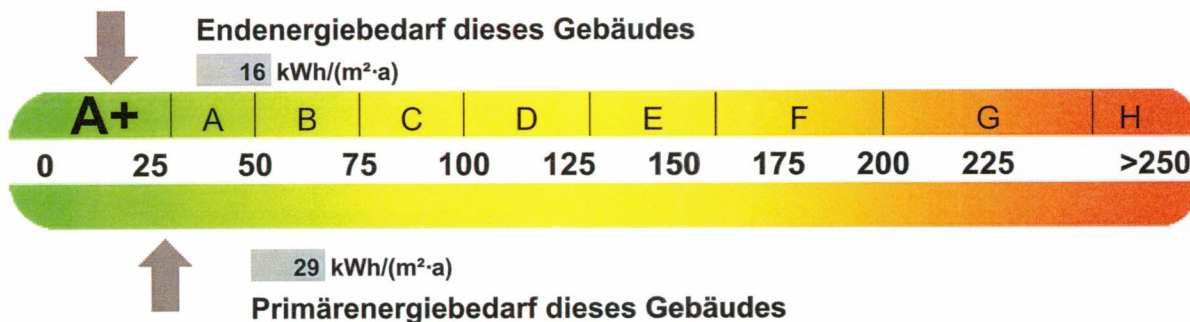 Endenergiebedarf dieses Gebäudes
16 kWh/(m²·a)
A+ A B C D E F G H
0 25 50 75 100 125 150 175 200 225 >250
29 kWh/(m²·a)
Primärenergiebedarf dieses Gebäudes